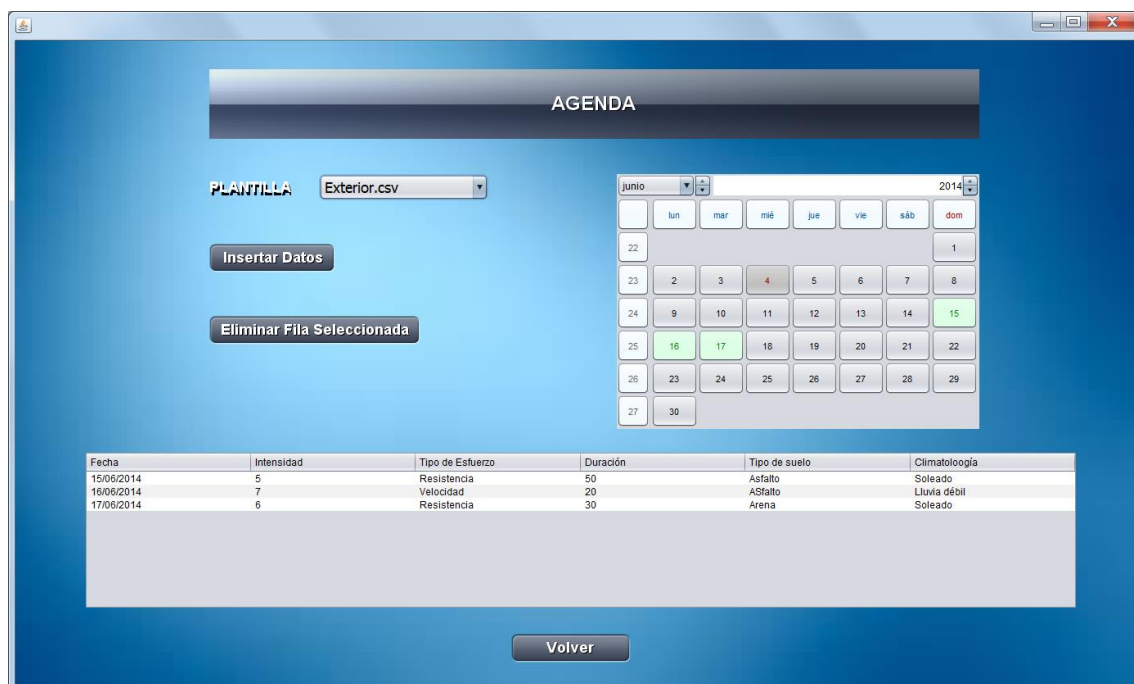 AGENDA
PLANTILLA Exterior.csv
Insertar Datos
Eliminar Fila Seleccionada
junio 2014
lun mar mié jue vie sáb dom
22 1
23 2 3 4 5 6 7 8
24 9 10 11 12 13 14 15
25 16 17 18 19 20 21 22
26 23 24 25 26 27 28 29
27 30
Fecha Intensidad Tipo de Esfuerzo Duración Tipo de suelo Climatoloogía
15/06/2014 5 Resistencia 50 Asfalto Soleado
16/06/2014 7 Velocidad 20 ASfalto Lluvia débil
17/06/2014 6 Resistencia 30 Arena Soleado
Volver